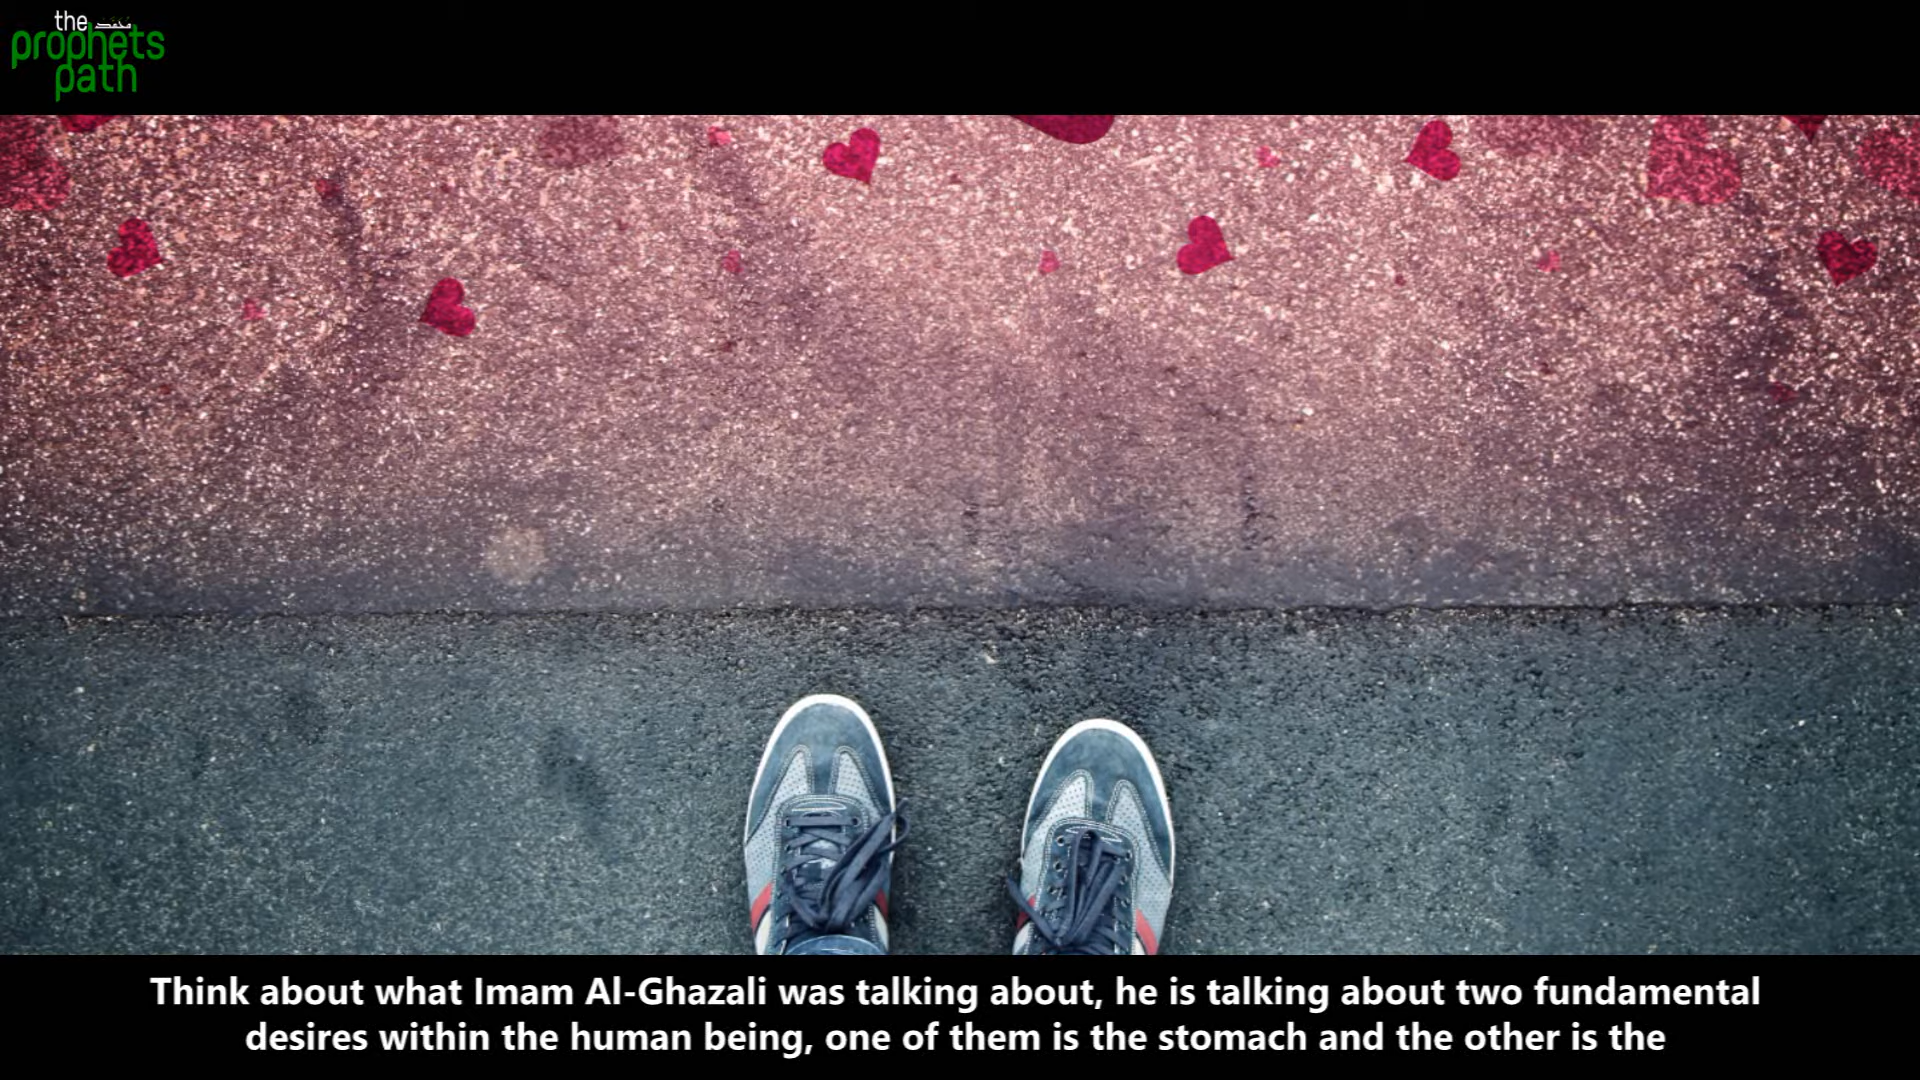 the محمد
prophets
path
Think about what Imam Al-Ghazali was talking about, he is talking about two fundamental
desires within the human being, one of them is the stomach and the other is the